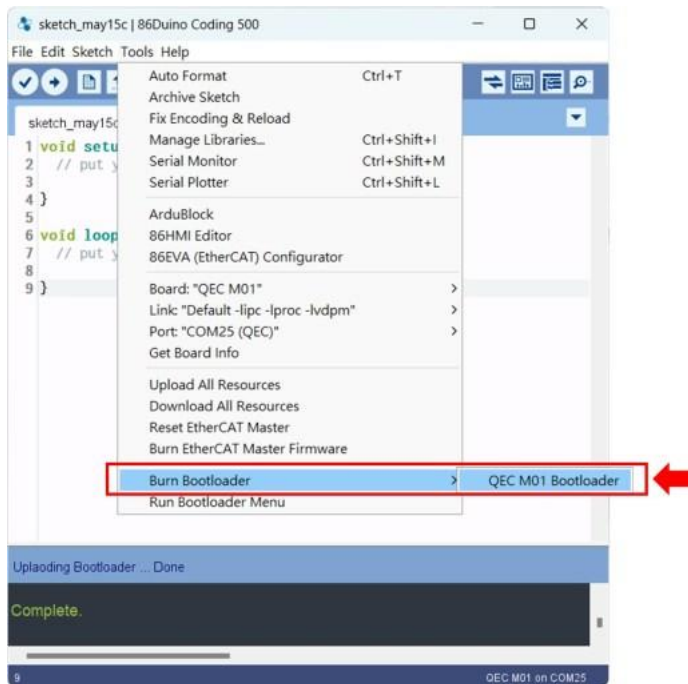 sketch_may15c | 86Duino Coding 500
File Edit Sketch Tools Help
sketch_may15c
Auto Format Ctrl+T
Archive Sketch
Fix Encoding & Reload
Manage Libraries... Ctrl+Shift+I
Serial Monitor Ctrl+Shift+M
Serial Plotter Ctrl+Shift+L
ArduBlock
86HMI Editor
86EVA (EtherCAT) Configurator
Board: "QEC M01" >
Link: "Default -lipc -lproc -lvdpm" >
Port: "COM25 (QEC)" >
Get Board Info
Upload All Resources
Download All Resources
Reset EtherCAT Master
Burn EtherCAT Master Firmware
Burn Bootloader > QEC M01 Bootloader
Run Bootloader Menu
1 void setu
2 // put y
3
4 }
5
6 void loop
7 // put y
8
9 }
Uplaoding Bootloader ... Done
Complete.
9 QEC M01 on COM25